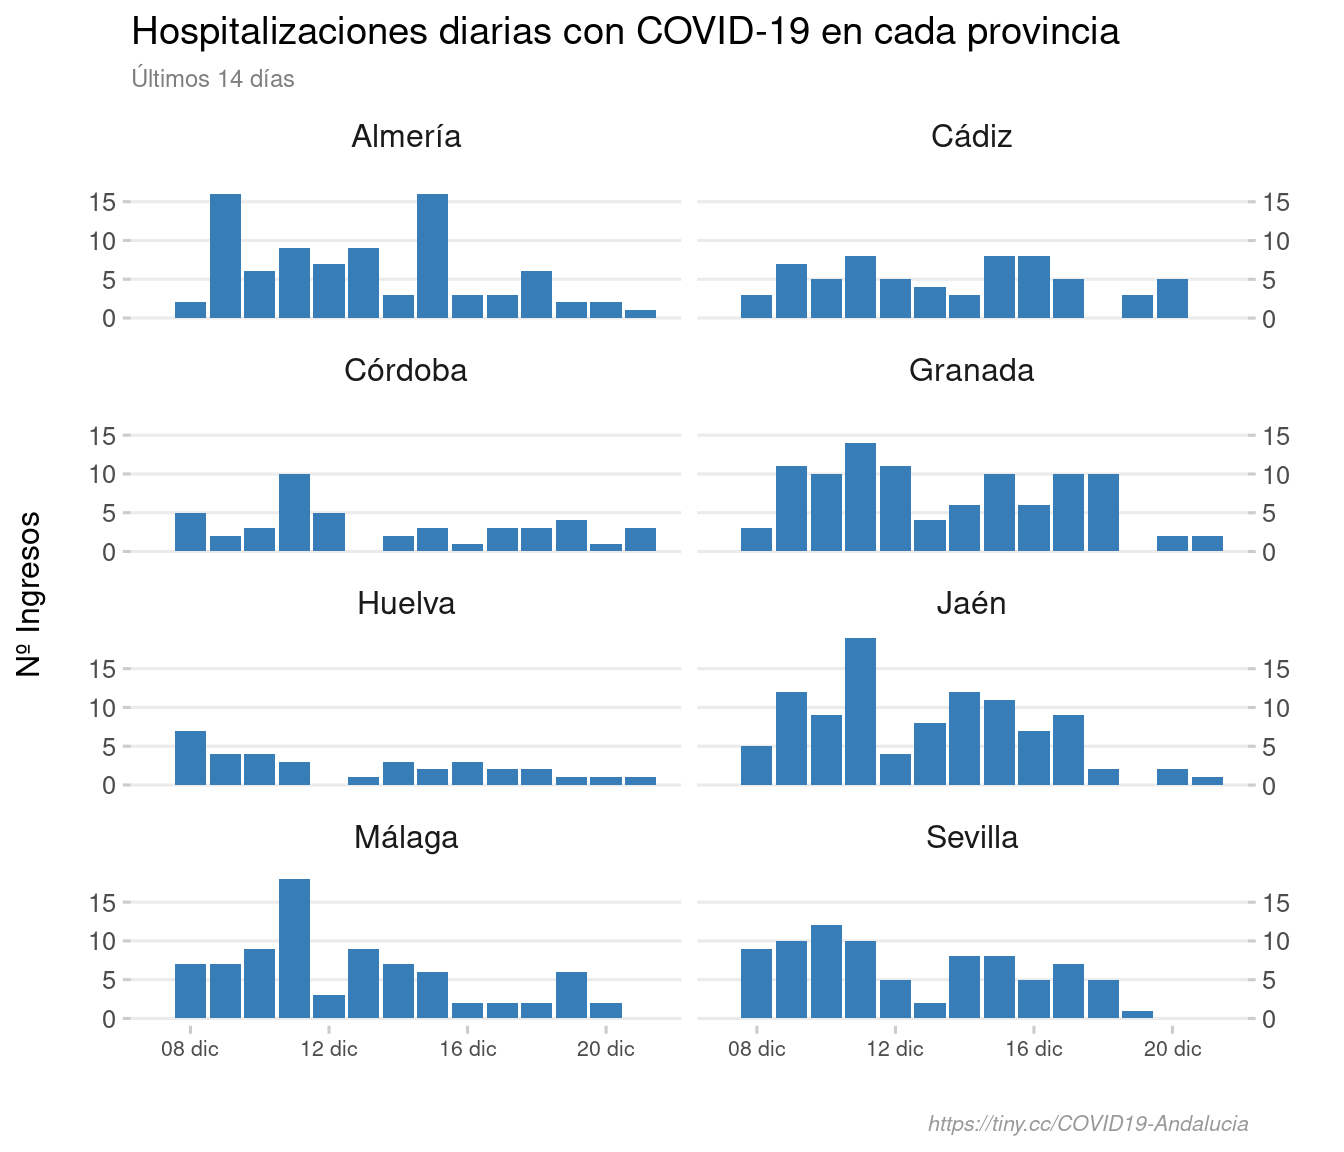 Hospitalizaciones diarias con COVID-19 en cada provincia
Últimos 14 días
Nº Ingresos
Almería
15
10
5
0
Cádiz
15
10
5
0
Córdoba
15
10
5
0
Granada
15
10
5
0
Huelva
15
10
5
0
Jaén
15
10
5
0
Málaga
15
10
5
0
08 dic 12 dic 16 dic 20 dic
Sevilla
15
10
5
0
08 dic 12 dic 16 dic 20 dic
https://tiny.cc/COVID19-Andalucia